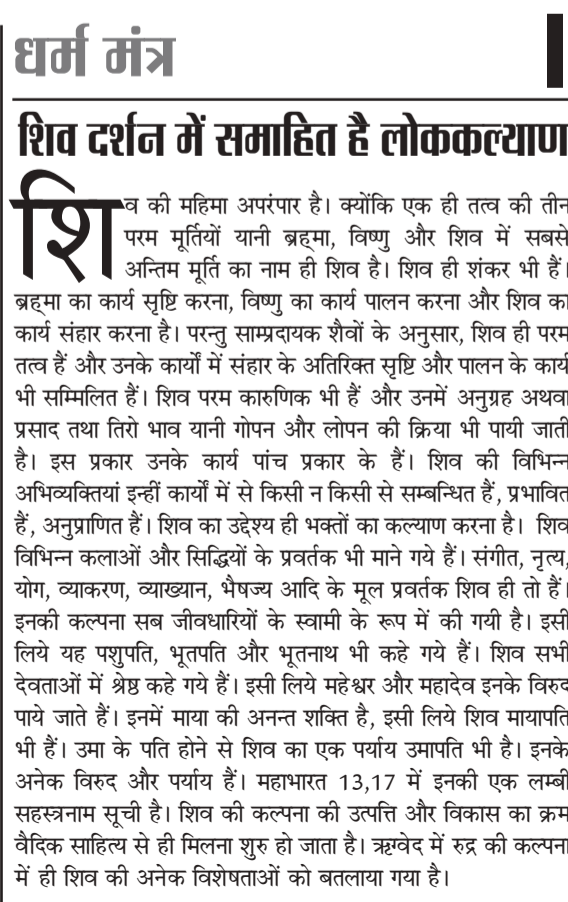 धर्म मंत्र
शिव दर्शन में समाहित है लोककल्याण
शिव की महिमा अपरंपार है। क्योंकि एक ही तत्व की तीन
परम मूर्तियों यानी ब्रह्मा, विष्णु और शिव में सबसे
अन्तिम मूर्ति का नाम ही शिव है। शिव ही शंकर भी हैं।
ब्रह्मा का कार्य सृष्टि करना, विष्णु का कार्य पालन करना और शिव का
कार्य संहार करना है। परन्तु साम्प्रदायक शैवों के अनुसार, शिव ही परम
तत्व हैं और उनके कार्यों में संहार के अतिरिक्त सृष्टि और पालन के कार्य
भी सम्मिलित हैं। शिव परम कारुणिक भी हैं और उनमें अनुग्रह अथवा
प्रसाद तथा तिरो भाव यानी गोपन और लोपन की क्रिया भी पायी जाती
है। इस प्रकार उनके कार्य पांच प्रकार के हैं। शिव की विभिन्न
अभिव्यक्तियां इन्हीं कार्यों में से किसी न किसी से सम्बन्धित हैं, प्रभावित
हैं, अनुप्राणित हैं। शिव का उद्देश्य ही भक्तों का कल्याण करना है। शिव
विभिन्न कलाओं और सिद्धियों के प्रवर्तक भी माने गये हैं। संगीत, नृत्य,
योग, व्याकरण, व्याख्यान, भैषज्य आदि के मूल प्रवर्तक शिव ही तो हैं।
इनकी कल्पना सब जीवधारियों के स्वामी के रूप में की गयी है। इसी
लिये यह पशुपति, भूतपति और भूतनाथ भी कहे गये हैं। शिव सभी
देवताओं में श्रेष्ठ कहे गये हैं। इसी लिये महेश्वर और महादेव इनके विरुद
पाये जाते हैं। इनमें माया की अनन्त शक्ति है, इसी लिये शिव मायापति
भी हैं। उमा के पति होने से शिव का एक पर्याय उमापति भी है। इनके
अनेक विरुद और पर्याय हैं। महाभारत 13,17 में इनकी एक लम्बी
सहस्त्रनाम सूची है। शिव की कल्पना की उत्पत्ति और विकास का क्रम
वैदिक साहित्य से ही मिलना शुरु हो जाता है। ऋग्वेद में रुद्र की कल्पना
में ही शिव की अनेक विशेषताओं को बतलाया गया है।